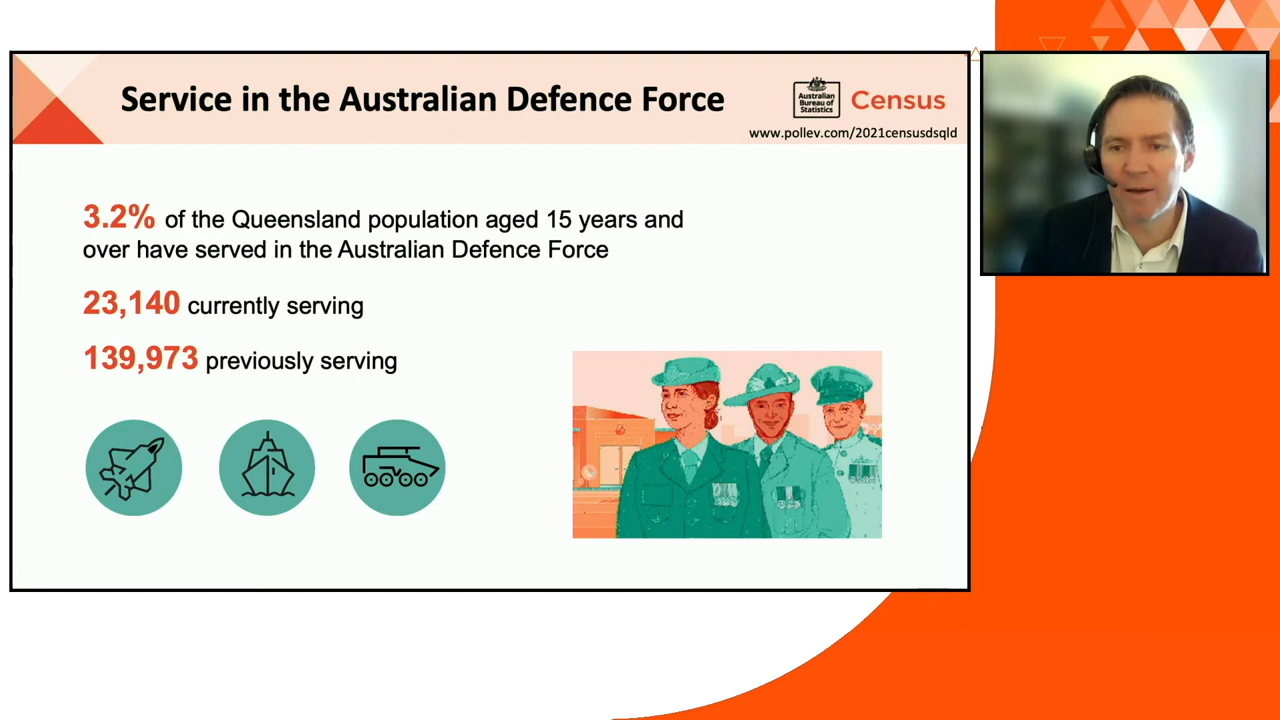 Service in the Australian Defence Force
Australian
Bureau of
Statistics
Census
www.pollev.com/2021censusdsqld
3.2% of the Queensland population aged 15 years and
over have served in the Australian Defence Force
23,140 currently serving
139,973 previously serving